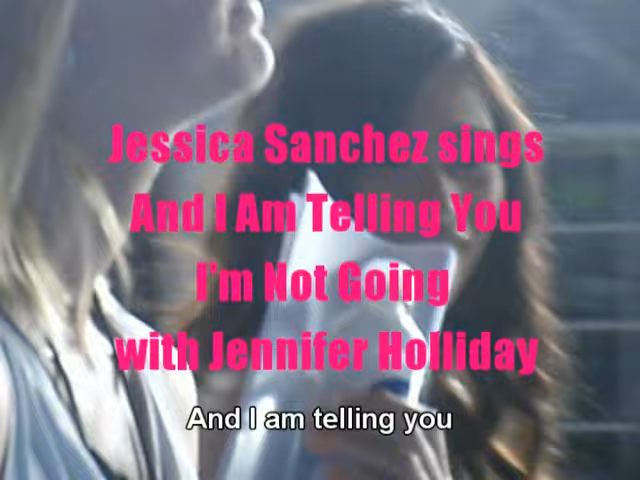 Jessica Sanchez sings
And I Am Telling You
I'm Not Going
with Jennifer Holliday
And I am telling you